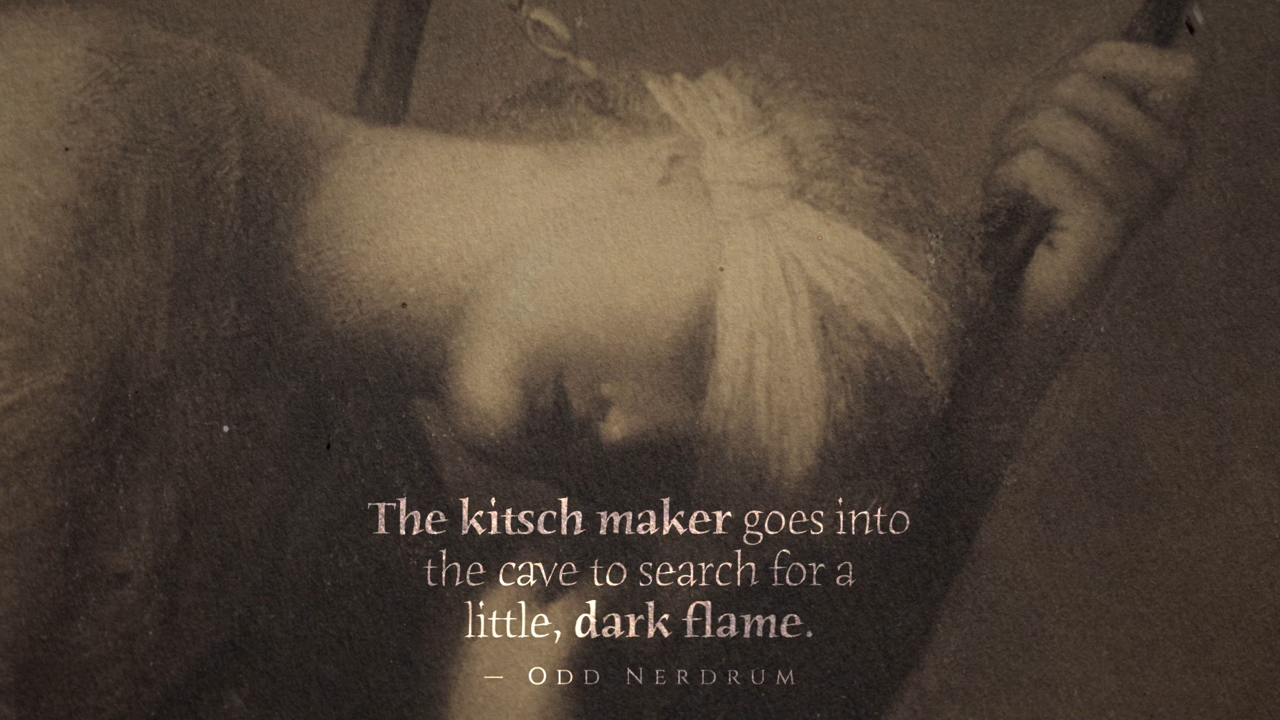 The kitsch maker goes into
the cave to search for a
little, dark flame.
— ODD NERDRUM